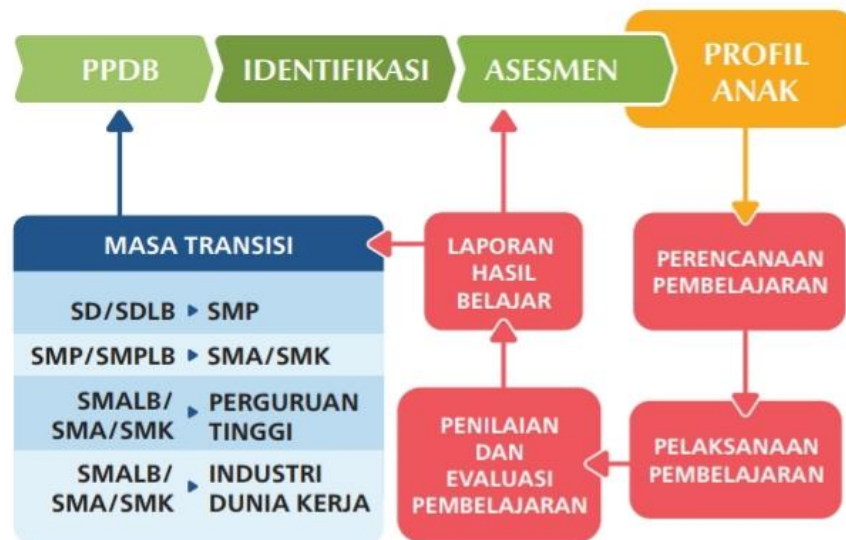 PPDB
IDENTIFIKASI
ASESMEN
PROFIL
ANAK
MASA TRANSISI
SD/SDLB ▸ SMP
SMP/SMPLB ▸ SMA/SMK
SMALB/ ▸ PERGURUAN
SMA/SMK TINGGI
SMALB/ ▸ INDUSTRI
SMA/SMK DUNIA KERJA
LAPORAN
HASIL
BELAJAR
PERENCANAAN
PEMBELAJARAN
PENILAIAN
DAN
EVALUASI
PEMBELAJARAN
PELAKSANAAN
PEMBELAJARAN